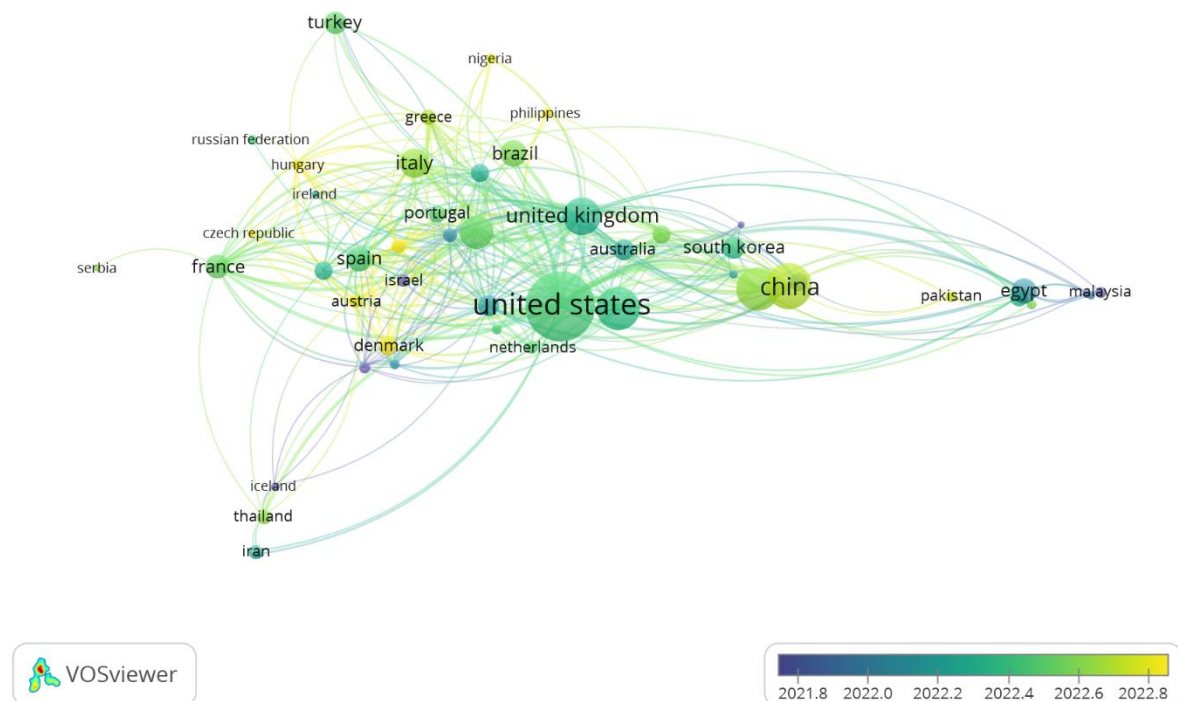 turkey
nigeria
philippines
greece
russian federation
brazil
italy
hungary
ireland
portugal
united kingdom
czech republic
australia
south korea
spain
serbia
france
israel
china
egypt
malaysia
pakistan
austria
united states
denmark
netherlands
iceland
thailand
iran
VOSviewer
2021.8 2022.0 2022.2 2022.4 2022.6 2022.8